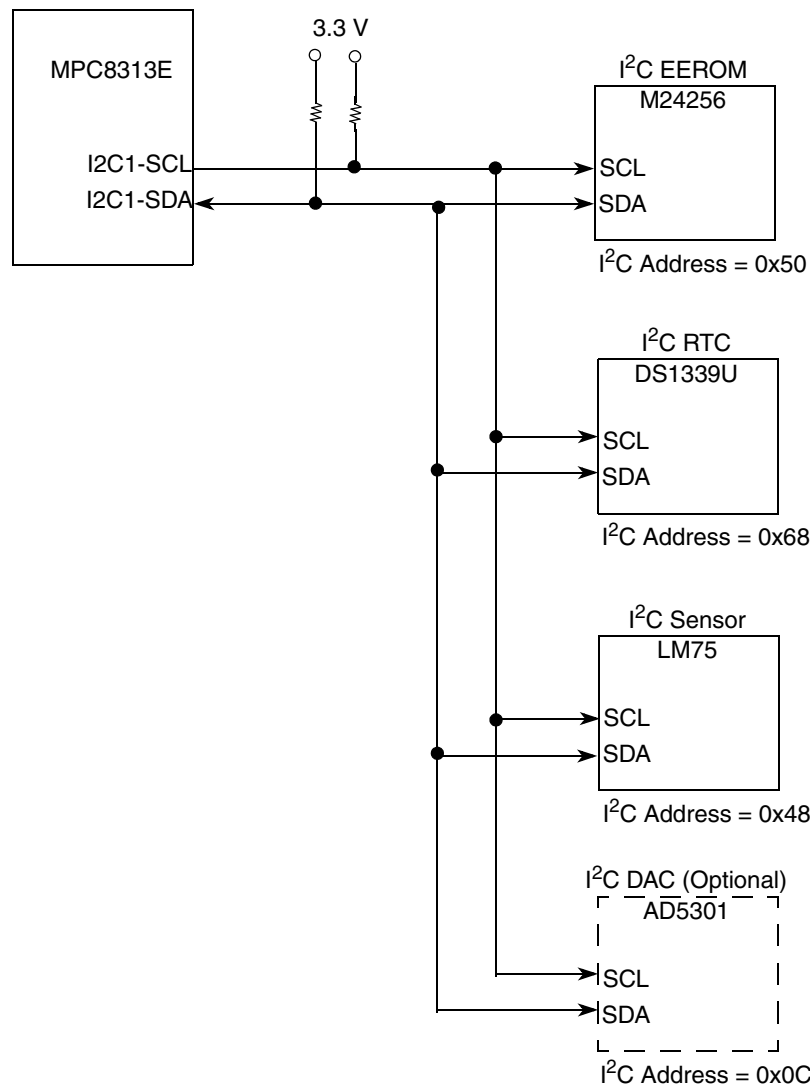 3.3 V
MPC8313E
I2C1-SCL
I2C1-SDA
I²C EEROM
M24256
SCL
SDA
I²C Address = 0x50
I²C RTC
DS1339U
SCL
SDA
I²C Address = 0x68
I²C Sensor
LM75
SCL
SDA
I²C Address = 0x48
I²C DAC (Optional)
AD5301
SCL
SDA
I²C Address = 0x0C